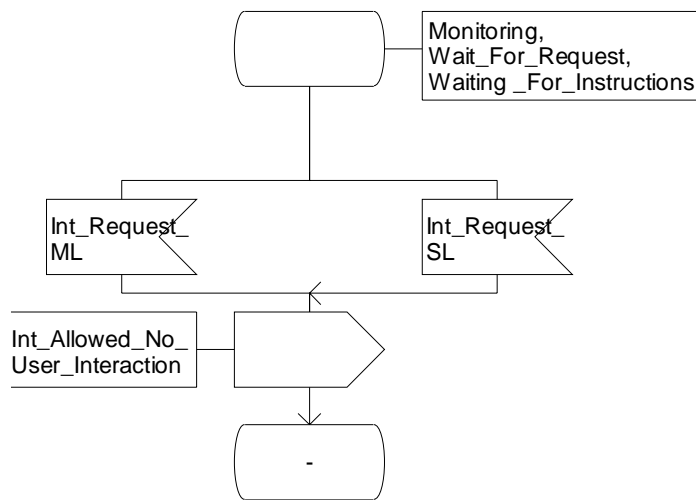 Monitoring,
Wait_For_Request,
Waiting _For_Instructions
Int_Request_
ML
Int_Request_
SL
Int_Allowed_No_
User_Interaction
-